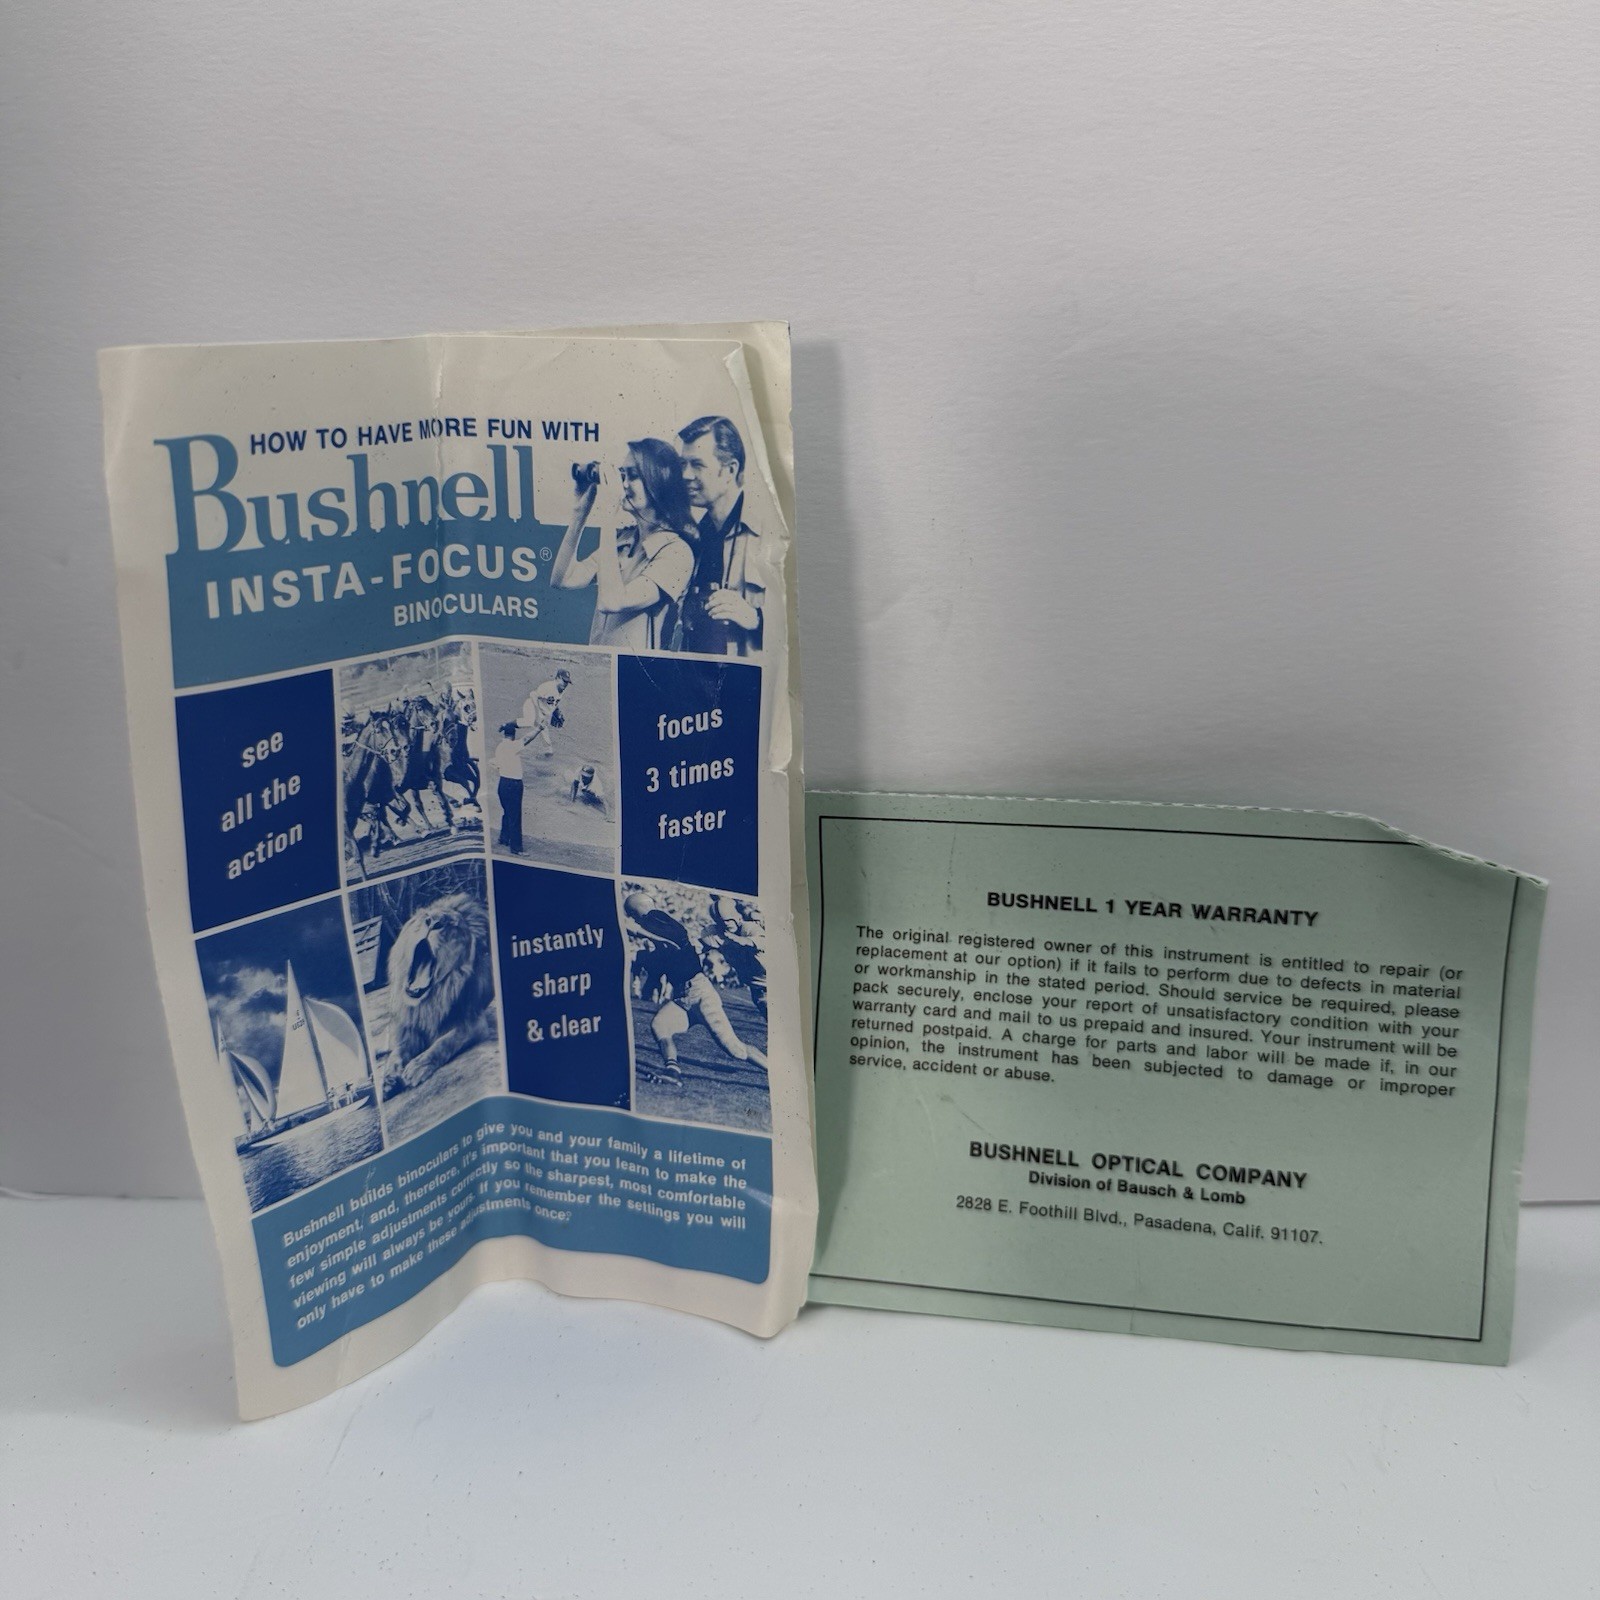 HOW TO HAVE MORE FUN WITH
Bushnell
INSTA-FOCUS®
BINOCULARS
see
all the
action
focus
3 times
faster
instantly
sharp
& clear
Bushnell builds binoculars to give you and your family a lifetime of
enjoyment, and, therefore, it's important that you learn to make the
few simple adjustments correctly so the sharpest, most comfortable
viewing will always be yours. If you remember the settings you will
only have to make these adjustments once.
BUSHNELL 1 YEAR WARRANTY
The original registered owner of this instrument is entitled to repair (or
replacement at our option) if it fails to perform due to defects in material
or workmanship in the stated period. Should service be required, please
pack securely, enclose your report of unsatisfactory condition with your
warranty card and mail to us prepaid and insured. Your instrument will be
returned postpaid. A charge for parts and labor will be made if, in our
opinion, the instrument has been subjected to damage or improper
service, accident or abuse.
BUSHNELL OPTICAL COMPANY
Division of Bausch & Lomb
2828 E. Foothill Blvd., Pasadena, Calif. 91107.